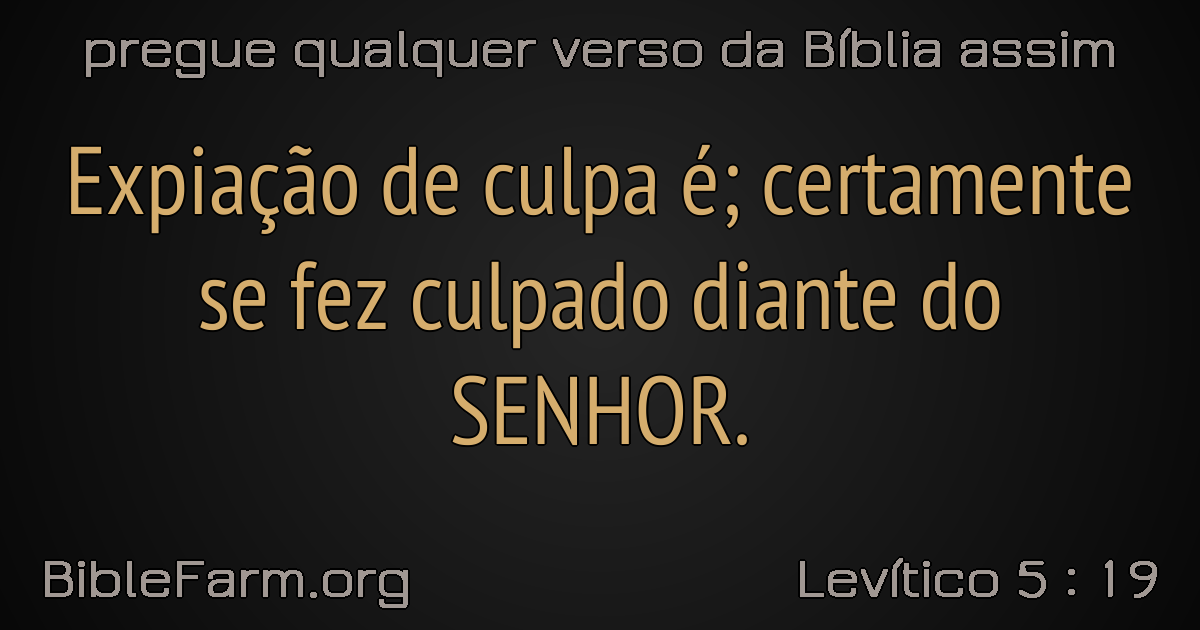 pregue qualquer verso da Bíblia assim
Expiação de culpa é; certamente
se fez culpado diante do
SENHOR.
BibleFarm.org
Levítico 5 : 19